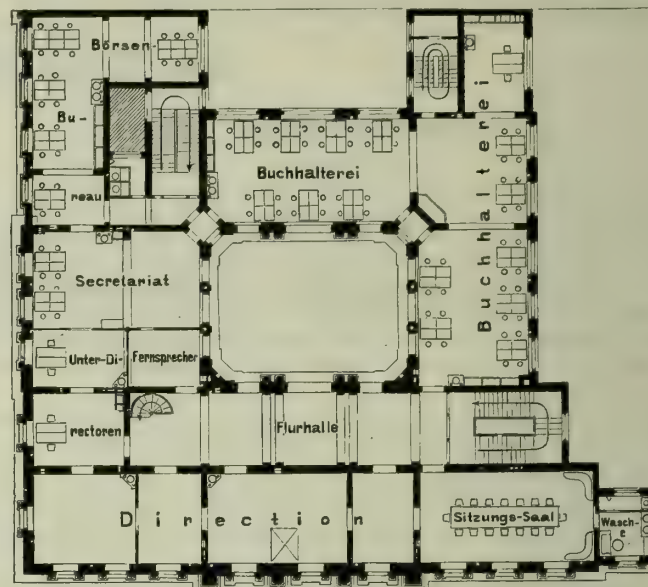 Börsen-
Bu-
reau
Buchhalterei
Buchhalterei
Secretariat
Unter-Di-
Fernsprecher
rectoren
Flurhalle
Direction
Sitzungs-Saal
Wasch-